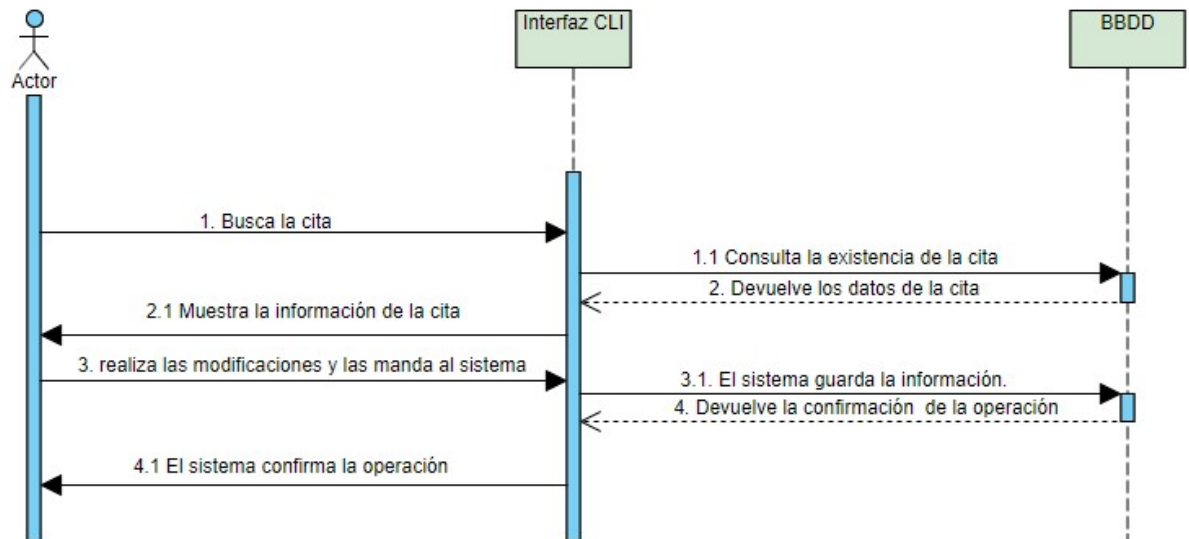 Actor
Interfaz CLI
BBDD
1. Busca la cita
1.1 Consulta la existencia de la cita
2. Devuelve los datos de la cita
2.1 Muestra la información de la cita
3. realiza las modificaciones y las manda al sistema
3.1. El sistema guarda la información.
4. Devuelve la confirmación de la operación
4.1 El sistema confirma la operación